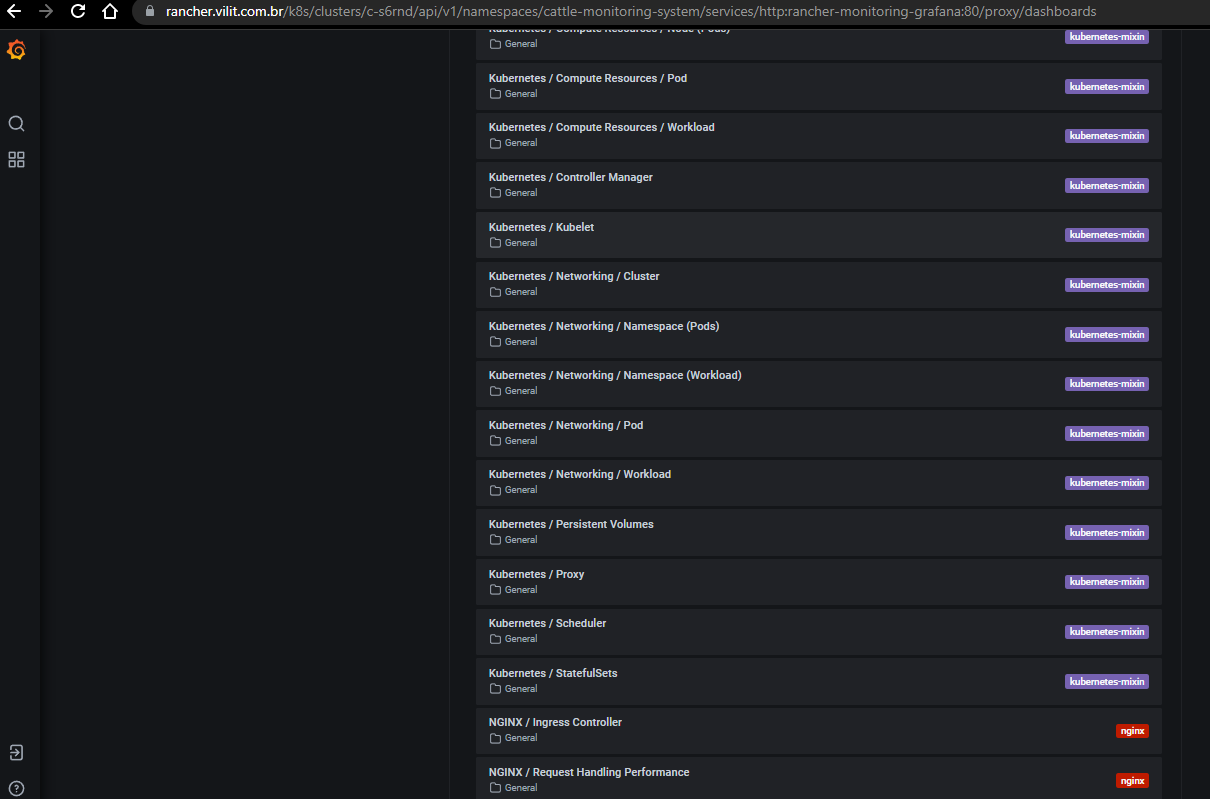 rancher.vilit.com.br/k8s/clusters/c-s6rnd/api/v1/namespaces/cattle-monitoring-system/services/http:rancher-monitoring-grafana:80/proxy/dashboards
Kubernetes / Compute Resources / Node (Pods)
kubernetes-mixin
General
Kubernetes / Compute Resources / Pod
kubernetes-mixin
General
Kubernetes / Compute Resources / Workload
kubernetes-mixin
General
Kubernetes / Controller Manager
kubernetes-mixin
General
Kubernetes / Kubelet
kubernetes-mixin
General
Kubernetes / Networking / Cluster
kubernetes-mixin
General
Kubernetes / Networking / Namespace (Pods)
kubernetes-mixin
General
Kubernetes / Networking / Namespace (Workload)
kubernetes-mixin
General
Kubernetes / Networking / Pod
kubernetes-mixin
General
Kubernetes / Networking / Workload
kubernetes-mixin
General
Kubernetes / Persistent Volumes
kubernetes-mixin
General
Kubernetes / Proxy
kubernetes-mixin
General
Kubernetes / Scheduler
kubernetes-mixin
General
Kubernetes / StatefulSets
kubernetes-mixin
General
NGINX / Ingress Controller
nginx
General
NGINX / Request Handling Performance
nginx
General